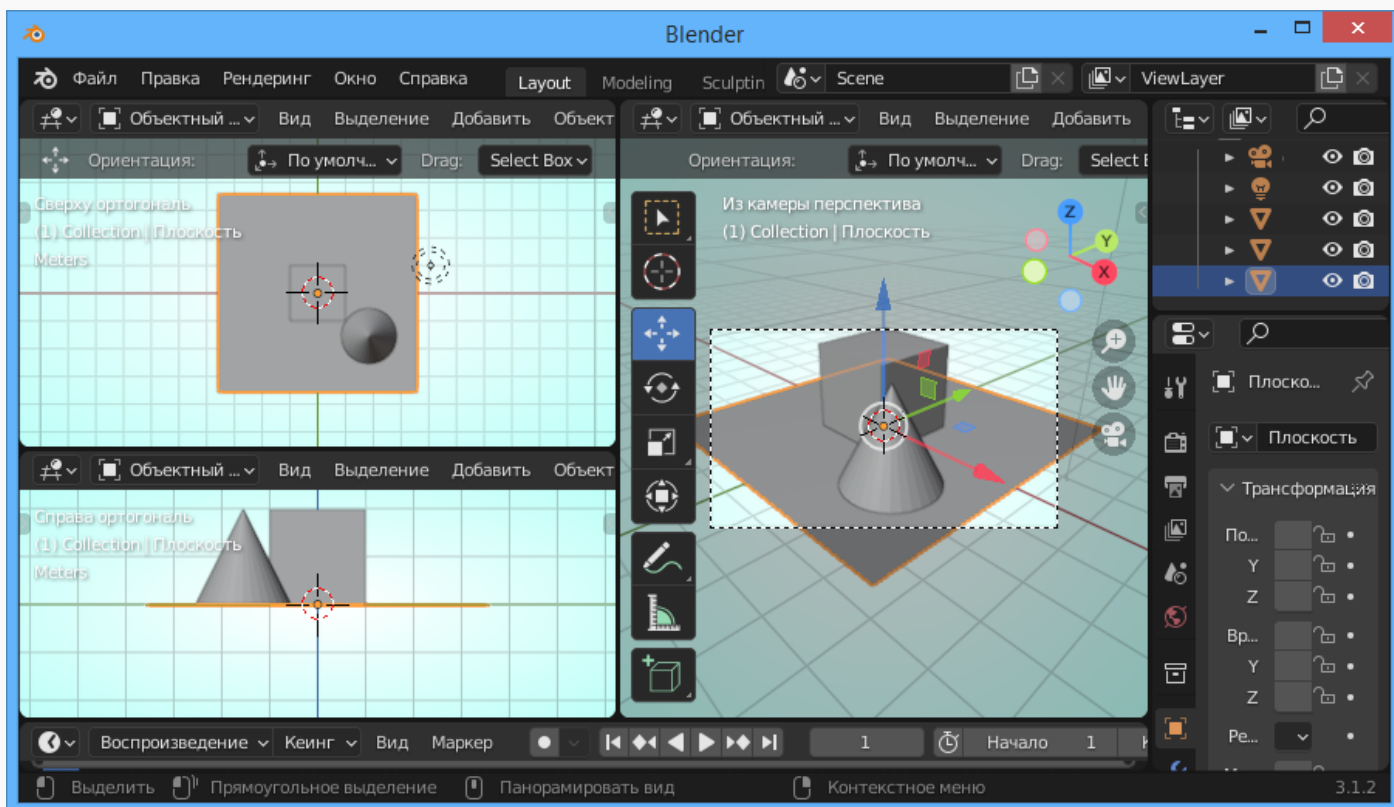 Blender
Файл Правка Рендеринг Окно Справка Layout Modeling Sculptin Scene ViewLayer
Объектный ... Вид Выделение Добавить Объект
Ориентация: По умолч... Drag: Select Box
Сверху ортогональ
(1) Collection | Плоскость
Meters
Объектный ... Вид Выделение Добавить Объект
Справа ортогональ
(1) Collection | Плоскость
Meters
Объектный ... Вид Выделение Добавить
Ориентация: По умолч... Drag: Select B
Из камеры перспектива
(1) Collection | Плоскость
Z
Y
X
Плоско...
Плоскость
Трансформация
По...
Y
Z
Вр...
Y
Z
Ре...
Воспроизведение Кеинг Вид Маркер 1 Начало 1
Выделить Прямоугольное выделение Панорамировать вид Контекстное меню 3.1.2